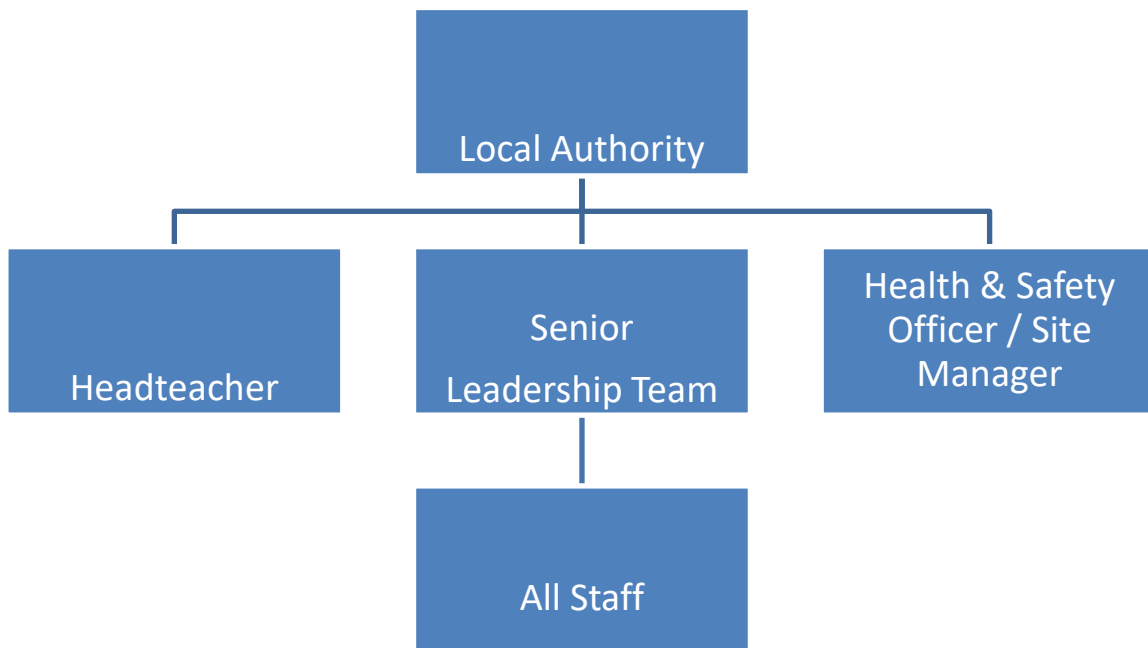 Local Authority
Headteacher
Senior
Leadership Team
Health & Safety
Officer / Site
Manager
All Staff